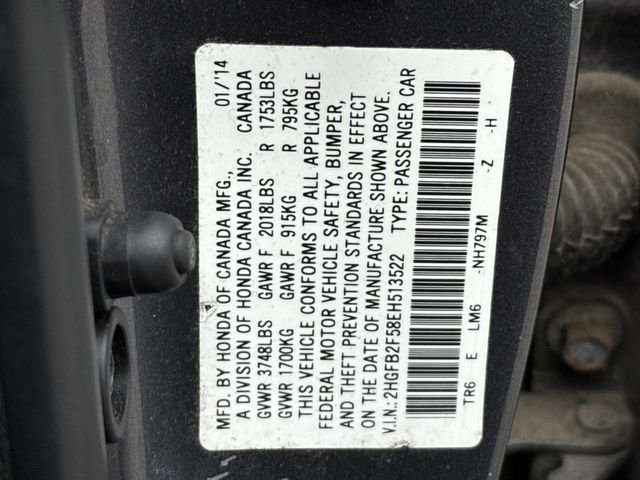 MFD. BY HONDA OF CANADA MFG., 01/'14
A DIVISION OF HONDA CANADA INC. CANADA
GVWR 3748LBS GAWR F 2018LBS R 1753LBS
GVWR 1700KG GAWR F 915KG R 795KG
THIS VEHICLE CONFORMS TO ALL APPLICABLE
FEDERAL MOTOR VEHICLE SAFETY, BUMPER,
AND THEFT PREVENTION STANDARDS IN EFFECT
ON THE DATE OF MANUFACTURE SHOWN ABOVE.
V.I.N.:2HGFB2F58EH513522 TYPE: PASSENGER CAR
TR6 E LM6 -NH797M -Z -H